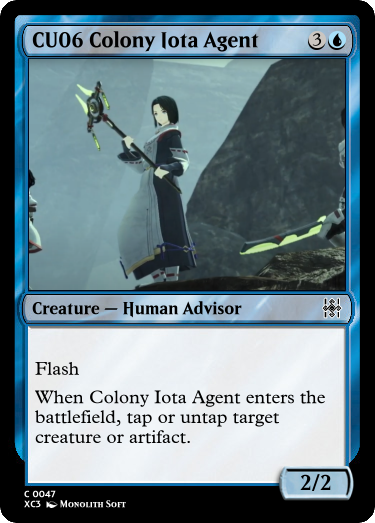 CU06 Colony Iota Agent 3
Creature — Human Advisor
Flash
When Colony Iota Agent enters the
battlefield, tap or untap target
creature or artifact.
2/2
C 0047
XC3 Monolith Soft